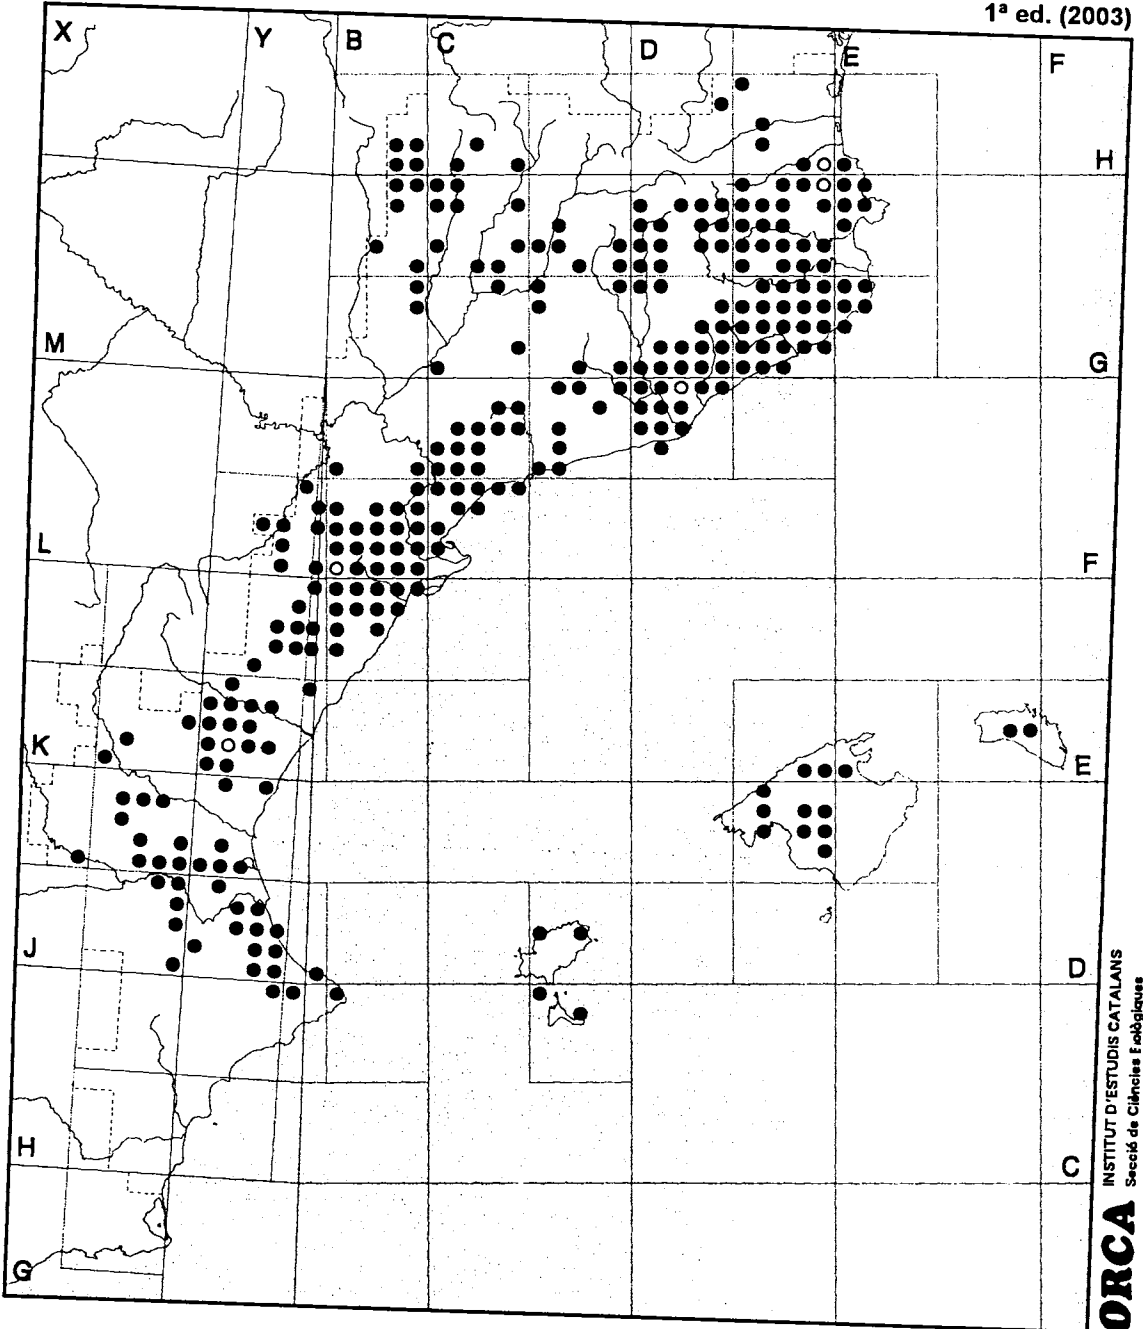 1ª ed. (2003)
X
Y
B
C
D
E
F
H
M
G
L
F
K
E
J
D
H
C
G
ORCA
INSTITUT D'ESTUDIS CATALANS
Secció de Ciències Biològiques